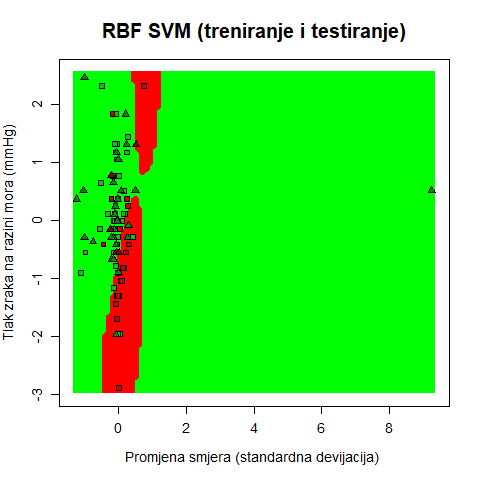 RBF SVM (treniranje i testiranje)
Tlak zraka na razini mora (mmHg)
2
1
0
-1
-2
-3
0 2 4 6 8
Promjena smjera (standardna devijacija)